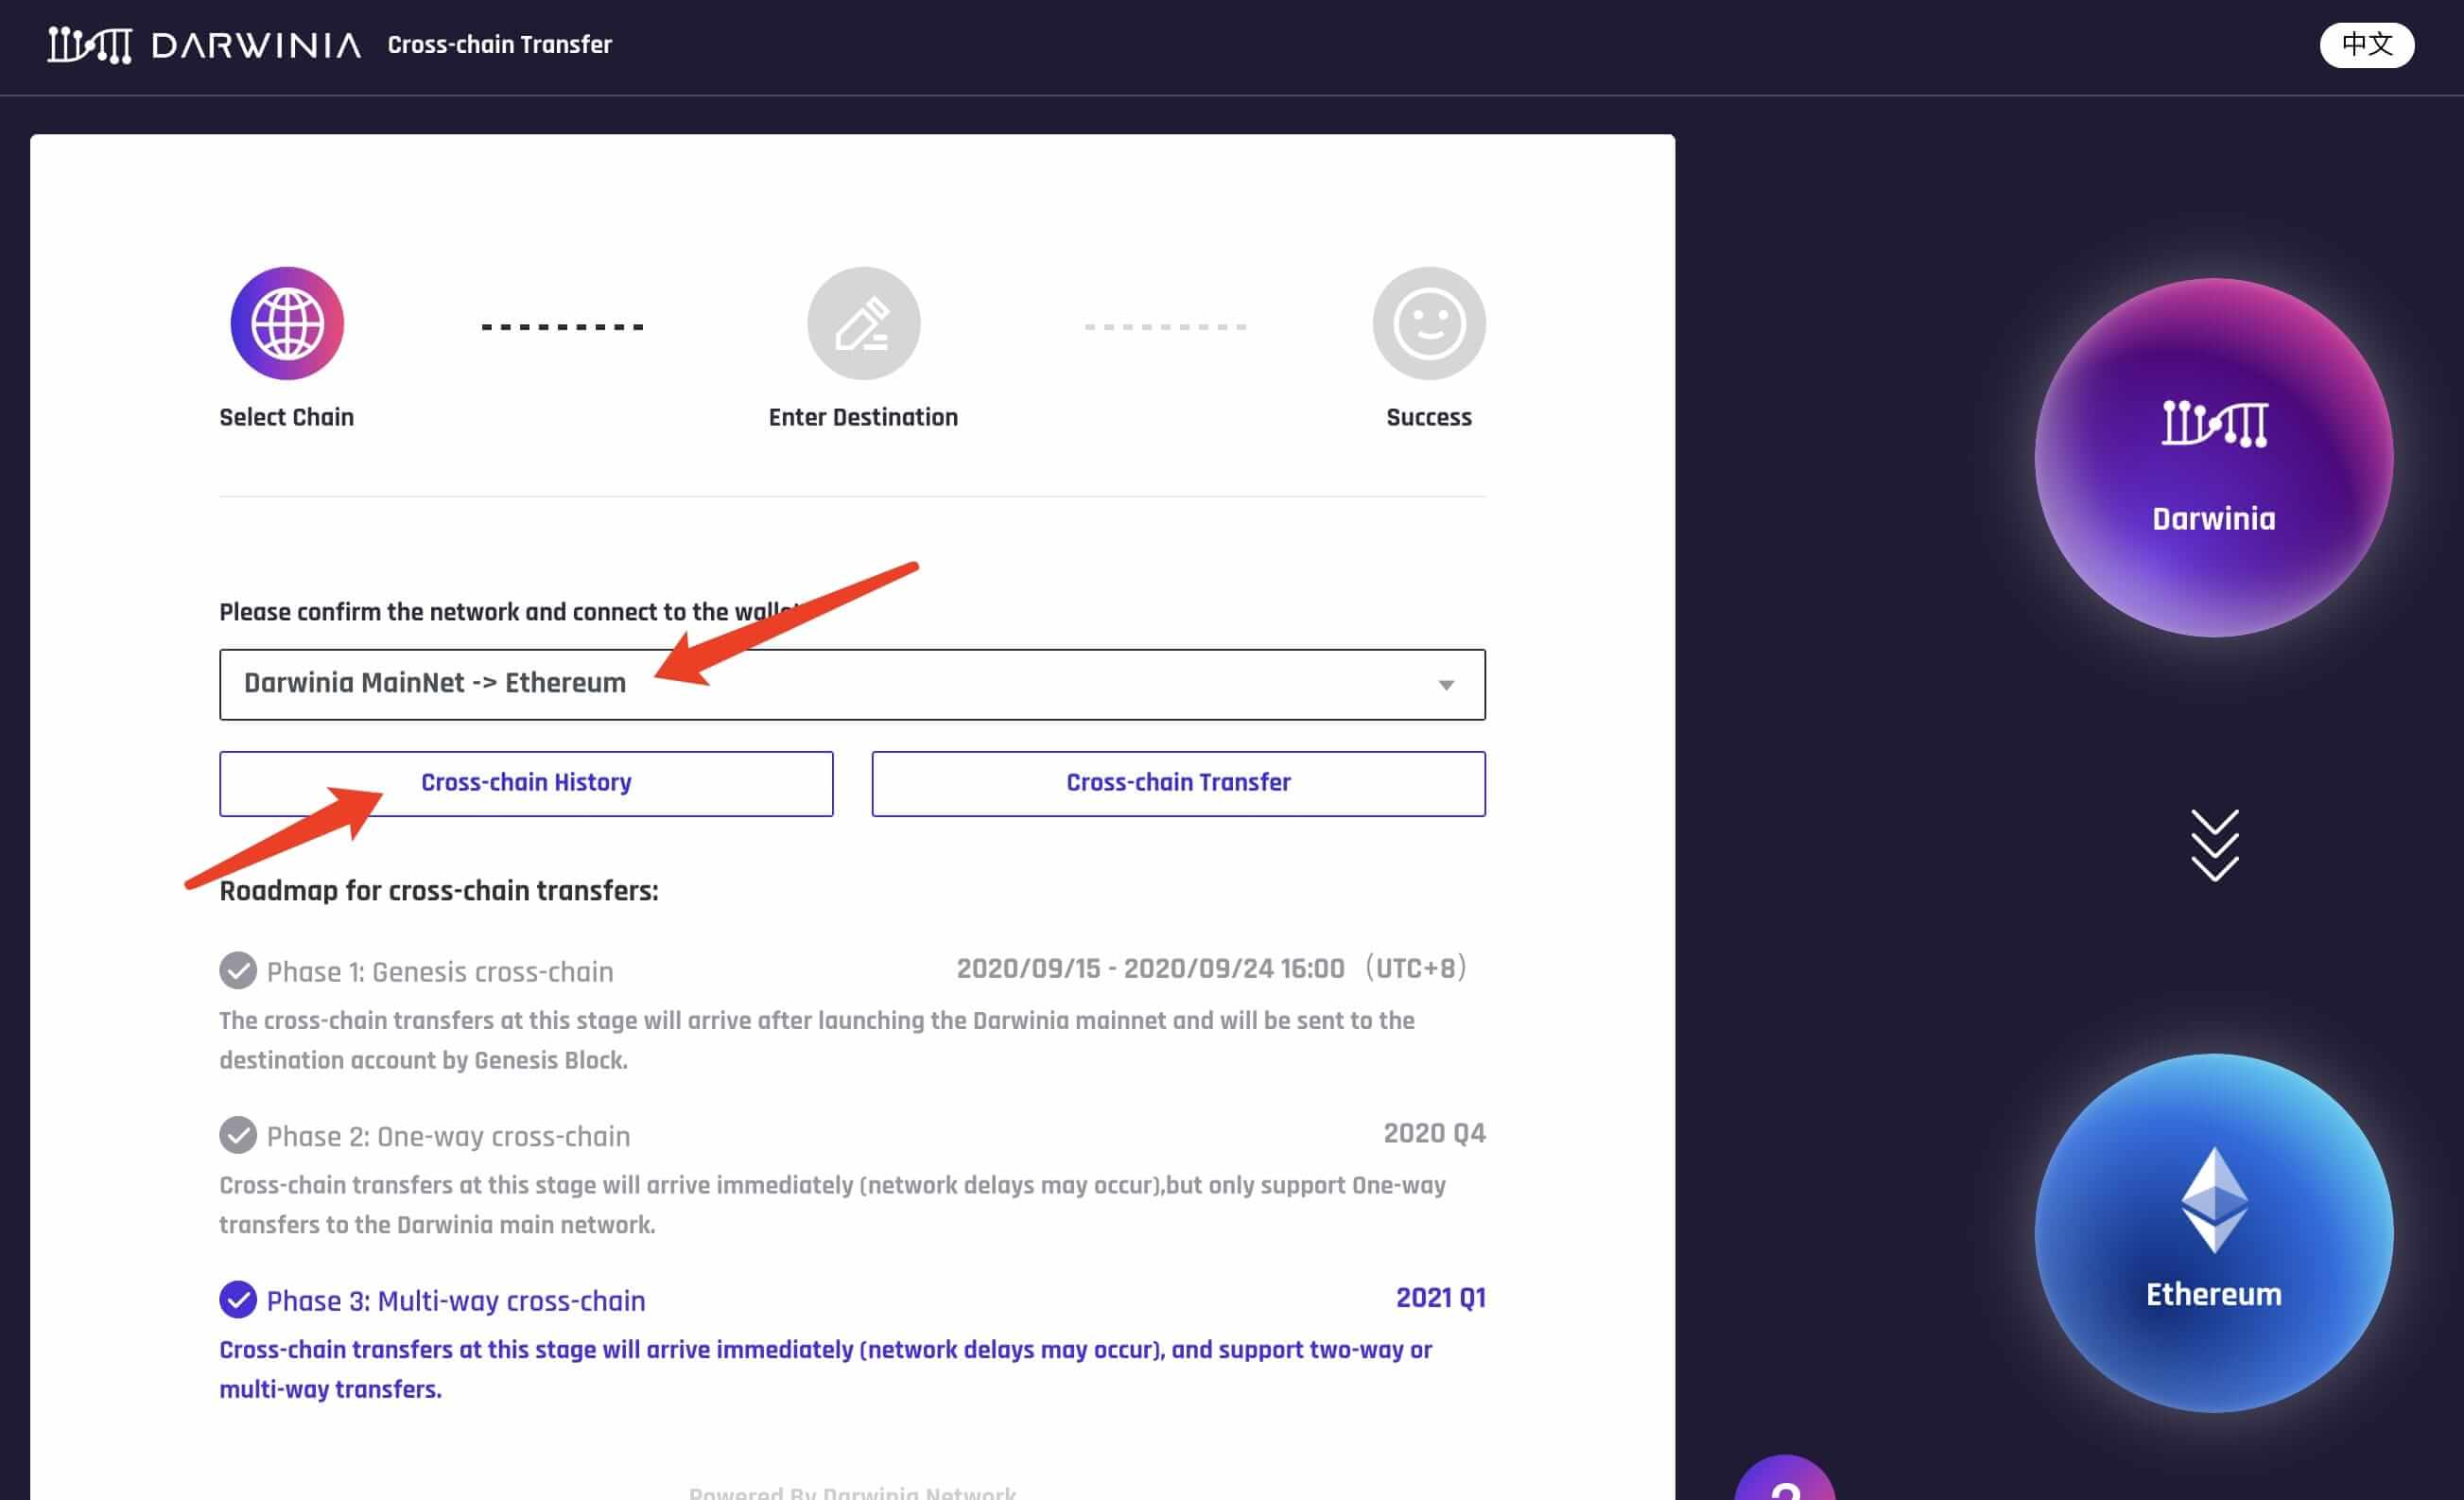 DARWINIA Cross-chain Transfer
中文
Select Chain
Enter Destination
Success
Please confirm the network and connect to the
Darwinia MainNet -> Ethereum
Cross-chain History
Cross-chain Transfer
Roadmap for cross-chain transfers:
Phase 1: Genesis cross-chain
2020/09/15 - 2020/09/24 16:00（UTC+8）
The cross-chain transfers at this stage will arrive after launching the Darwinia mainnet and will be sent to the
destination account by Genesis Block.
Phase 2: One-way cross-chain
2020 Q4
Cross-chain transfers at this stage will arrive immediately (network delays may occur),but only support One-way
transfers to the Darwinia main network.
Phase 3: Multi-way cross-chain
2021 Q1
Cross-chain transfers at this stage will arrive immediately (network delays may occur), and support two-way or
multi-way transfers.
Powered By Darwinia Network
Darwinia
Ethereum
?